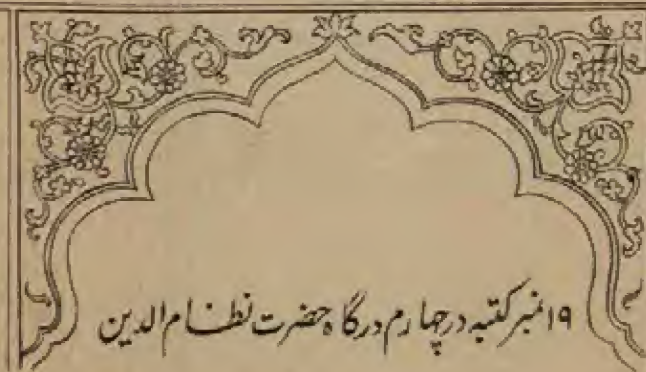 ۱۹ نمبر کتبہ در چہارم درگاہ حضرت نظام الدین